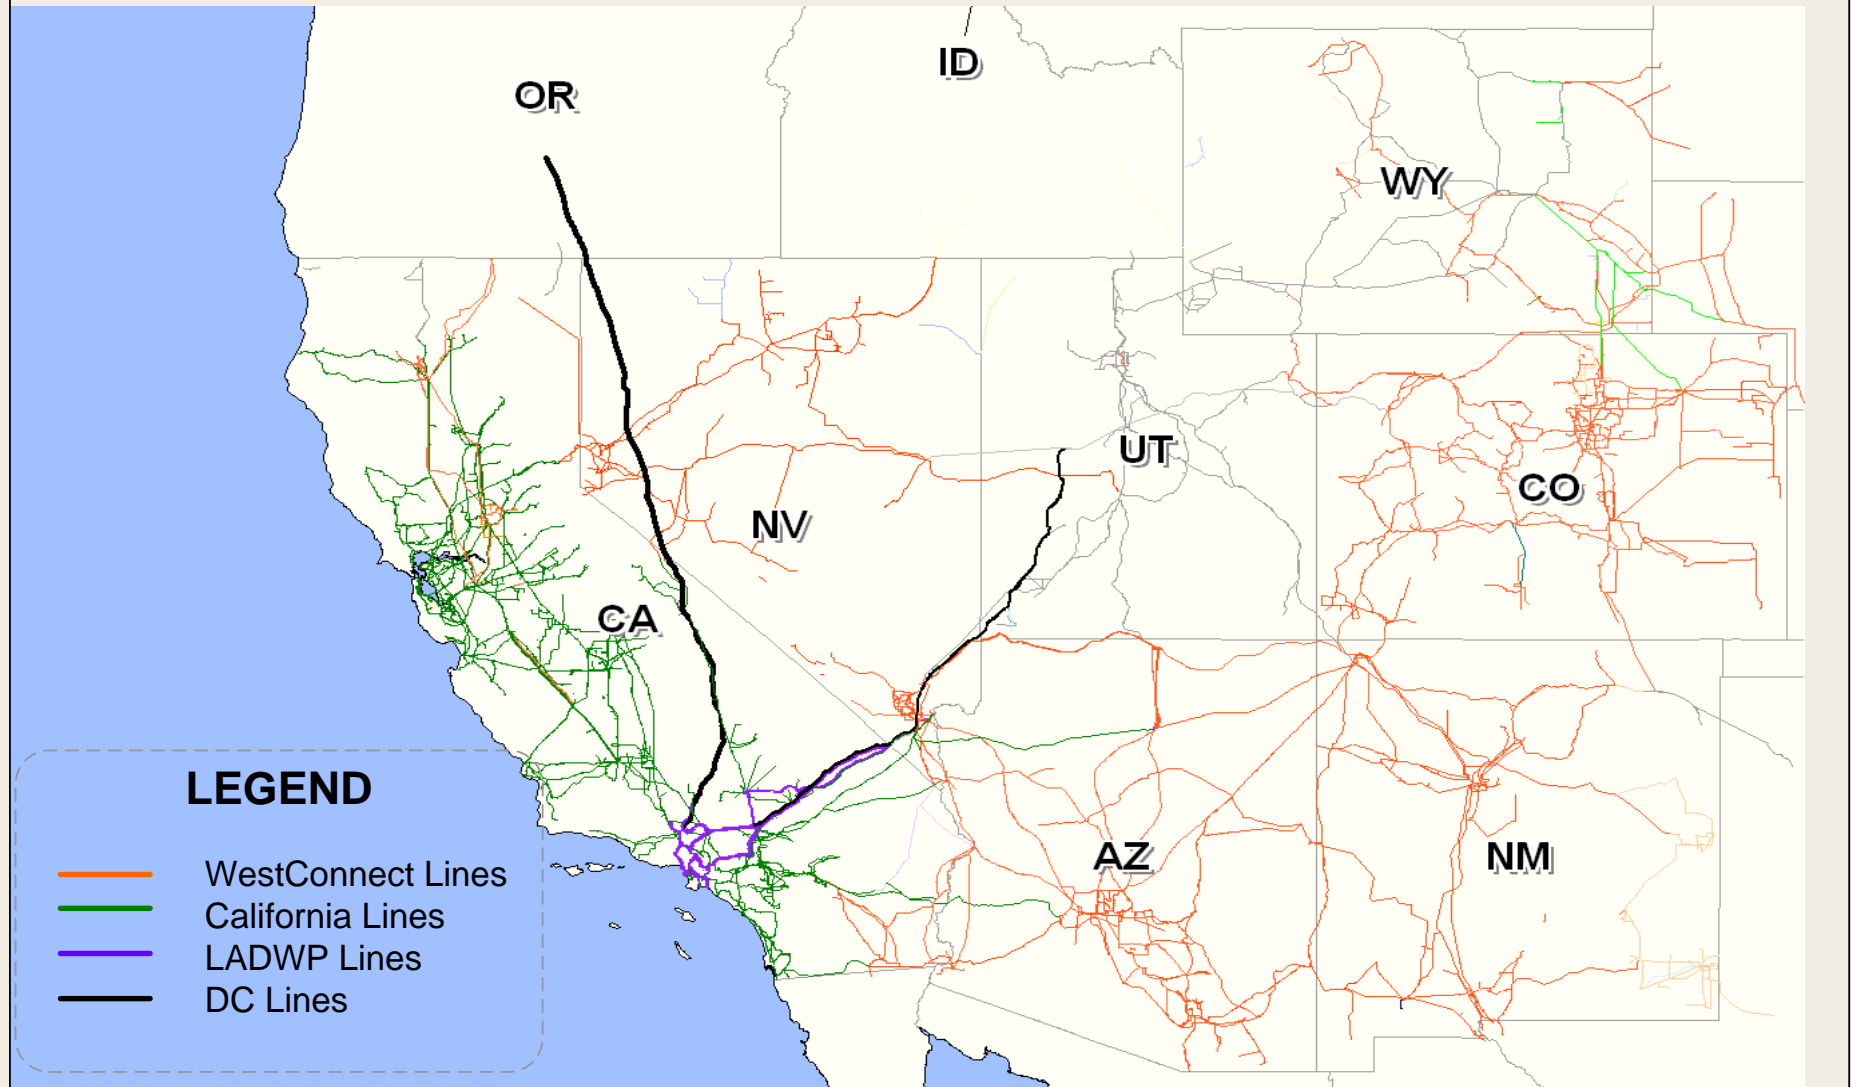 ID
OR
WY
UT
CO
NV
CA
AZ
NM
LEGEND
WestConnect Lines
California Lines
LADWP Lines
DC Lines